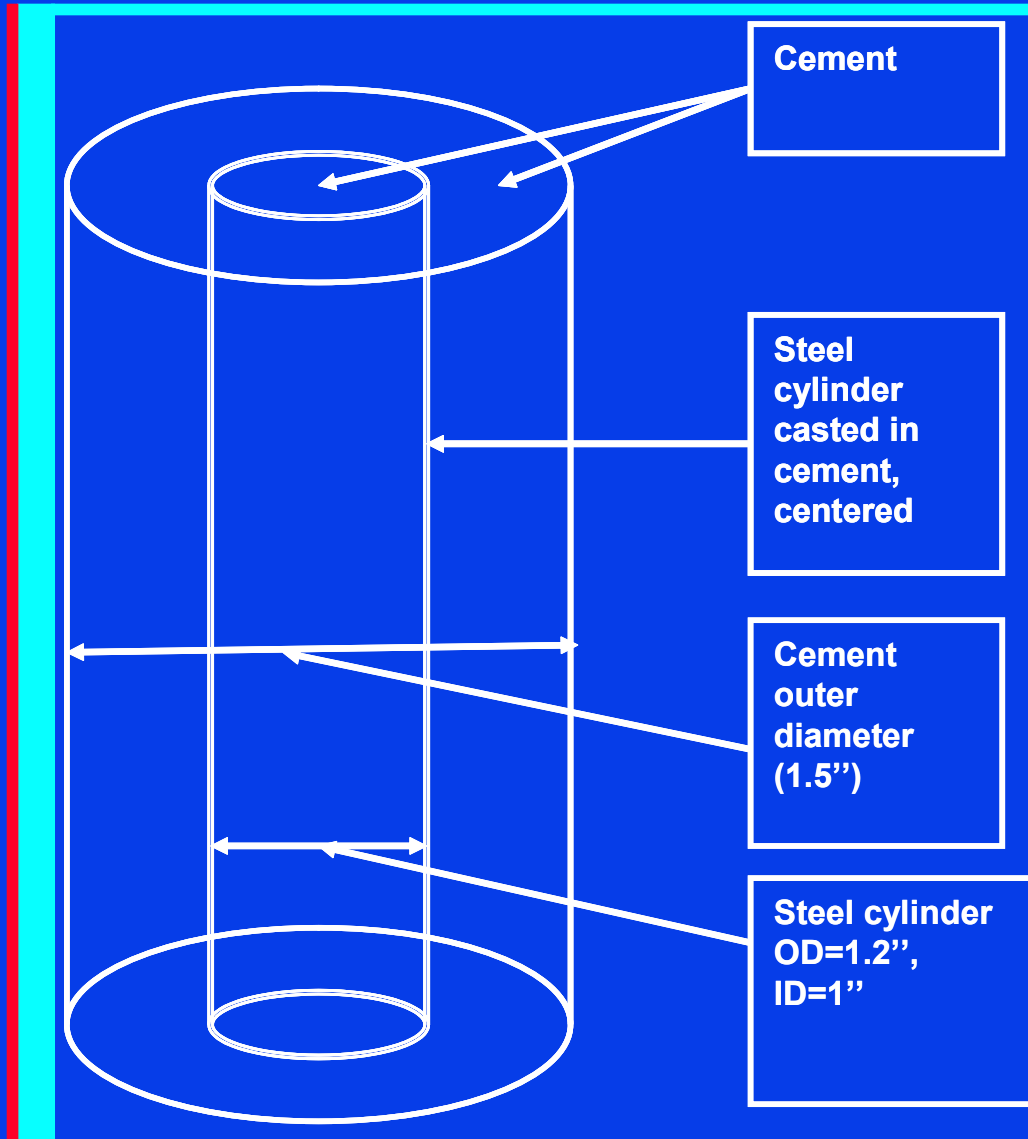 Cement
Steel
cylinder
casted in
cement,
centered
Cement
outer
diameter
(1.5’’)
Steel cylinder
OD=1.2’’,
ID=1’’